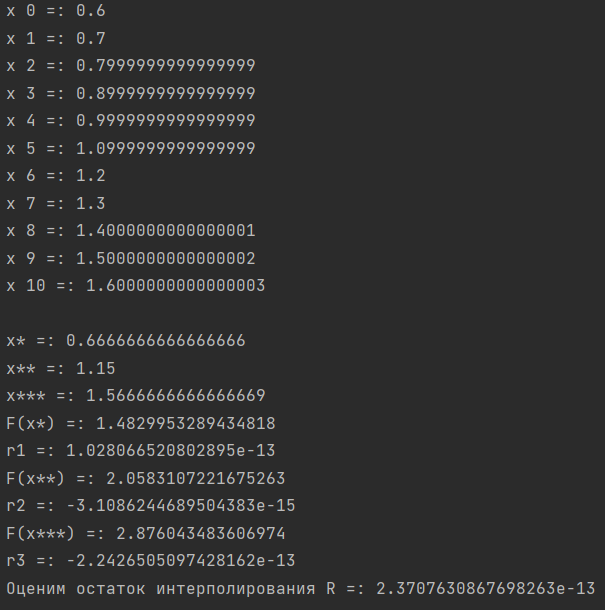 x 0 =: 0.6
x 1 =: 0.7
x 2 =: 0.7999999999999999
x 3 =: 0.8999999999999999
x 4 =: 0.9999999999999999
x 5 =: 1.0999999999999999
x 6 =: 1.2
x 7 =: 1.3
x 8 =: 1.4000000000000001
x 9 =: 1.5000000000000002
x 10 =: 1.6000000000000003
x* =: 0.6666666666666666
x** =: 1.15
x*** =: 1.5666666666666669
F(x*) =: 1.4829953289434818
r1 =: 1.028066520802895e-13
F(x**) =: 2.0583107221675263
r2 =: -3.1086244689504383e-15
F(x***) =: 2.876043483606974
r3 =: -2.2426505097428162e-13
Оценим остаток интерполирования R =: 2.3707630867698263e-13